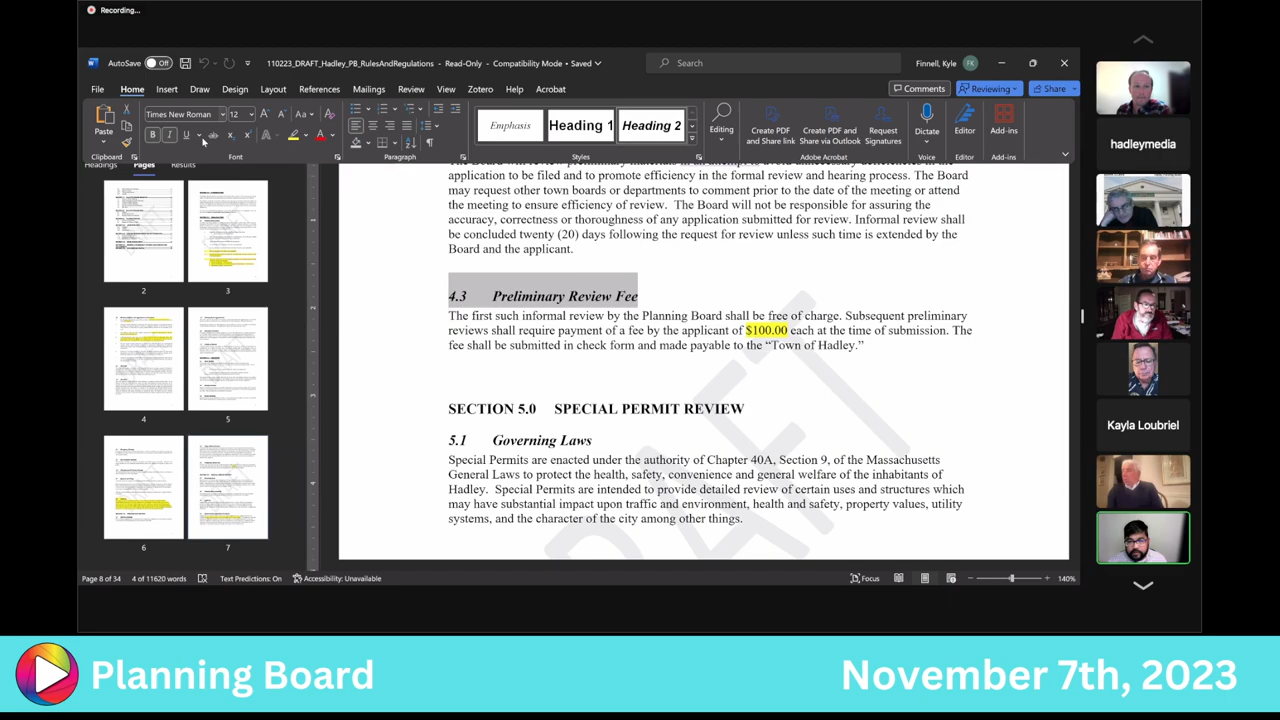 Recording...
AutoSave Off 110223_DRAFT_Hadley_PB_RulesAndRegulations - Read-Only - Compatibility Mode • Saved Search Finnell, Kyle FK
File Home Insert Draw Design Layout References Mailings Review View Zotero Help Acrobat Comments Reviewing Share
Times New Roman 12
Paste
Emphasis Heading 1 Heading 2
Editing
Create PDF and Share link
Create PDF and Share via Outlook
Request Signatures
Dictate
Editor
Add-ins
Clipboard Font Paragraph Styles Adobe Acrobat Voice Editor Add-ins
Headings Pages Results
2 3
4 5
6 7
application to be filed and to promote efficiency in the formal review and hearing process. The Board
may request other town boards or departments to comment prior to the date of the meeting or attend
the meeting to ensure efficiency of review. The Board will not be responsible for assuring the
accuracy, correctness or thoroughness of any application submitted for review. Informal review shall
be concluded twenty-one days following the request for review unless such time is extended by the
Board and the applicant.
4.3 Preliminary Review Fee
The first such informal review by the Planning Board shall be free of charge. Subsequent preliminary
reviews shall require payment of a fee by the applicant of $100.00 each at the time of submission. The
fee shall be submitted in check form and made payable to the “Town of Hadley.”
SECTION 5.0 SPECIAL PERMIT REVIEW
5.1 Governing Laws
Special Permits are granted under the authority of Chapter 40A, Section 9 of the Massachusetts
General Laws to protect the health, safety, convenience and general welfare of the inhabitants of
Hadley. Special Permits are intended to provide detailed review of certain uses and structures which
may have substantial impact upon traffic, environment, health and safety, property values, utility
systems, and the character of the city among other things.
DRAFT
Page 8 of 34 4 of 11620 words Text Predictions: On Accessibility: Unavailable Focus 140%
hadleymedia
Kayla Loubriel
Planning Board November 7th, 2023